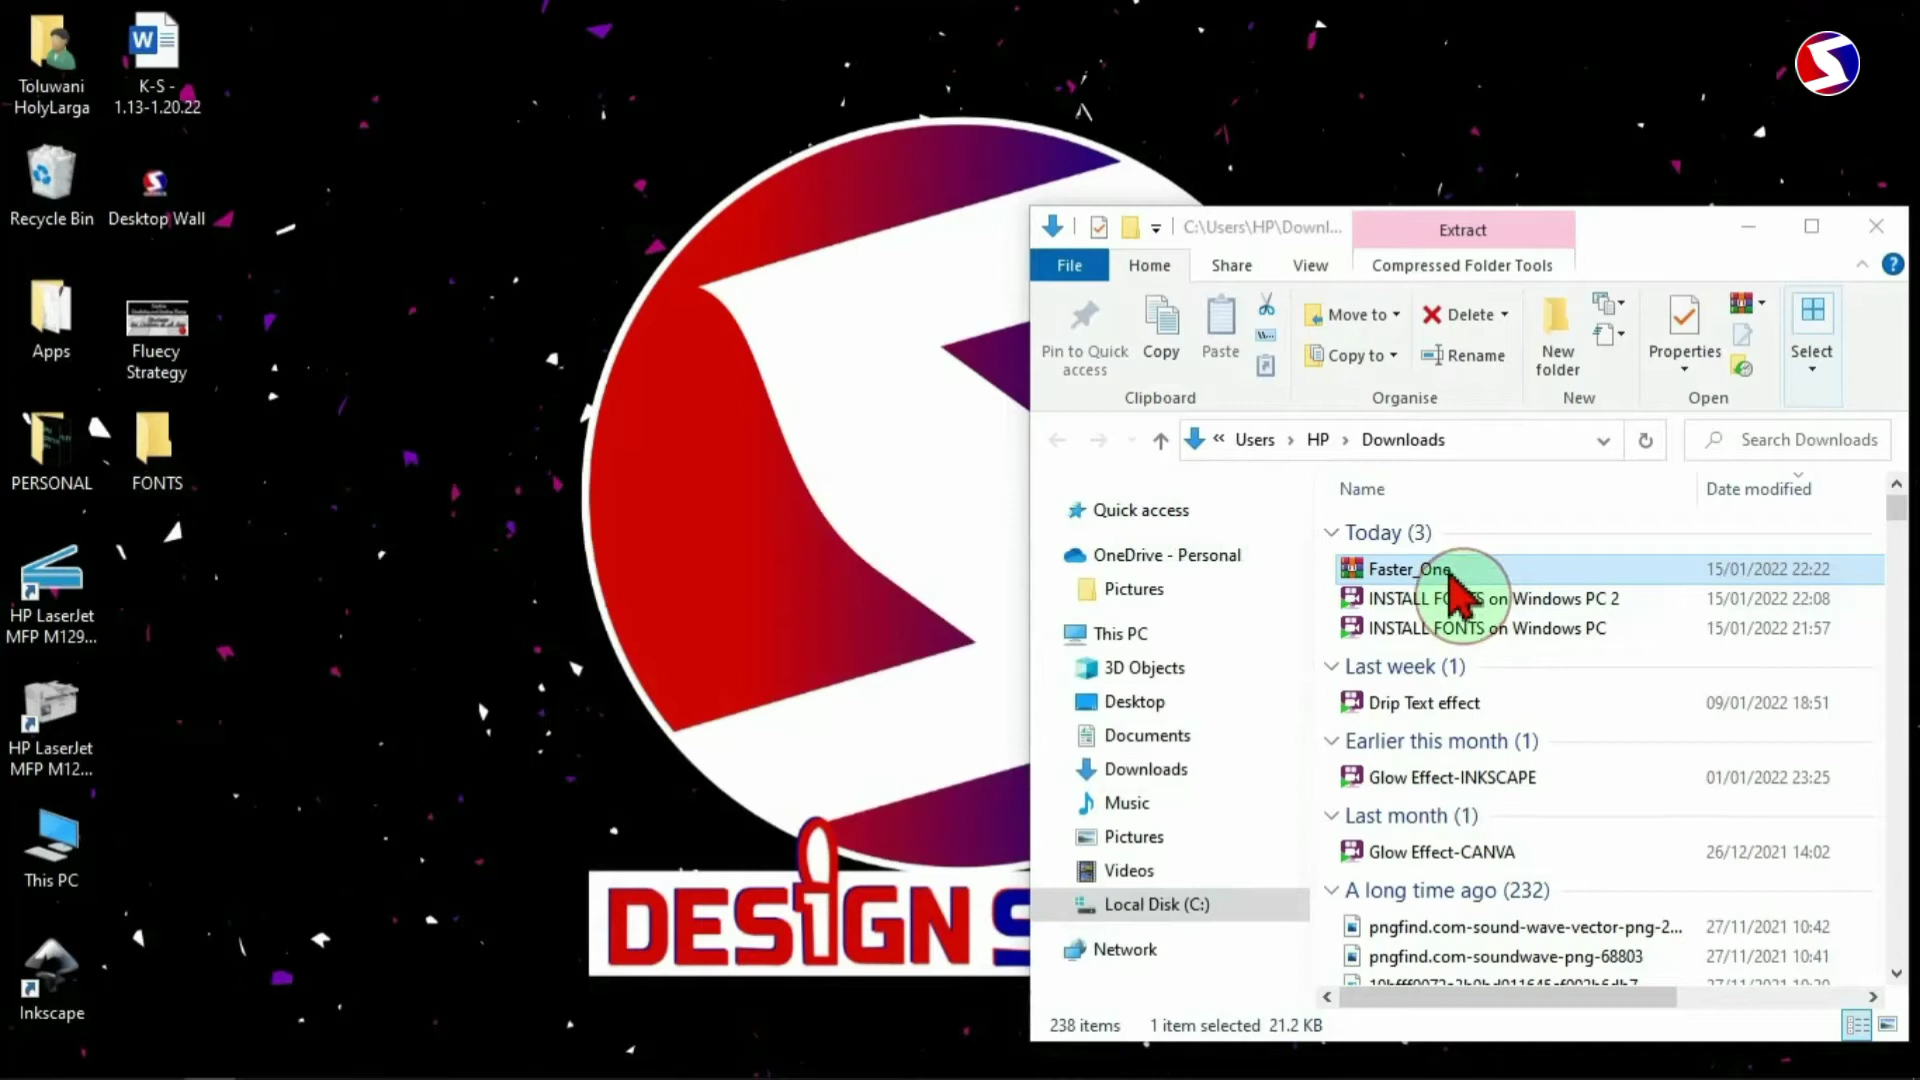 Toluwani
HolyLarga
K-S -
1.13-1.20.22
Recycle Bin
Desktop Wall
Apps
Fluecy
Strategy
PERSONAL
FONTS
HP LaserJet
MFP M129...
HP LaserJet
MFP M12...
This PC
Inkscape
DESiGN S
C:\Users\HP\Downl...
Extract
File
Home
Share
View
Compressed Folder Tools
Pin to Quick
access
Copy
Paste
Clipboard
Move to
Copy to
Delete
Rename
Organise
New
folder
New
Properties
Open
Select
« Users › HP › Downloads
Search Downloads
Quick access
OneDrive - Personal
Pictures
This PC
3D Objects
Desktop
Documents
Downloads
Music
Pictures
Videos
Local Disk (C:)
Network
Name
Date modified
Today (3)
Faster_One 15/01/2022 22:22
INSTALL FONTS on Windows PC 2 15/01/2022 22:08
INSTALL FONTS on Windows PC 15/01/2022 21:57
Last week (1)
Drip Text effect 09/01/2022 18:51
Earlier this month (1)
Glow Effect-INKSCAPE 01/01/2022 23:25
Last month (1)
Glow Effect-CANVA 26/12/2021 14:02
A long time ago (232)
pngfind.com-sound-wave-vector-png-2... 27/11/2021 10:42
pngfind.com-soundwave-png-68803 27/11/2021 10:41
238 items
1 item selected 21.2 KB